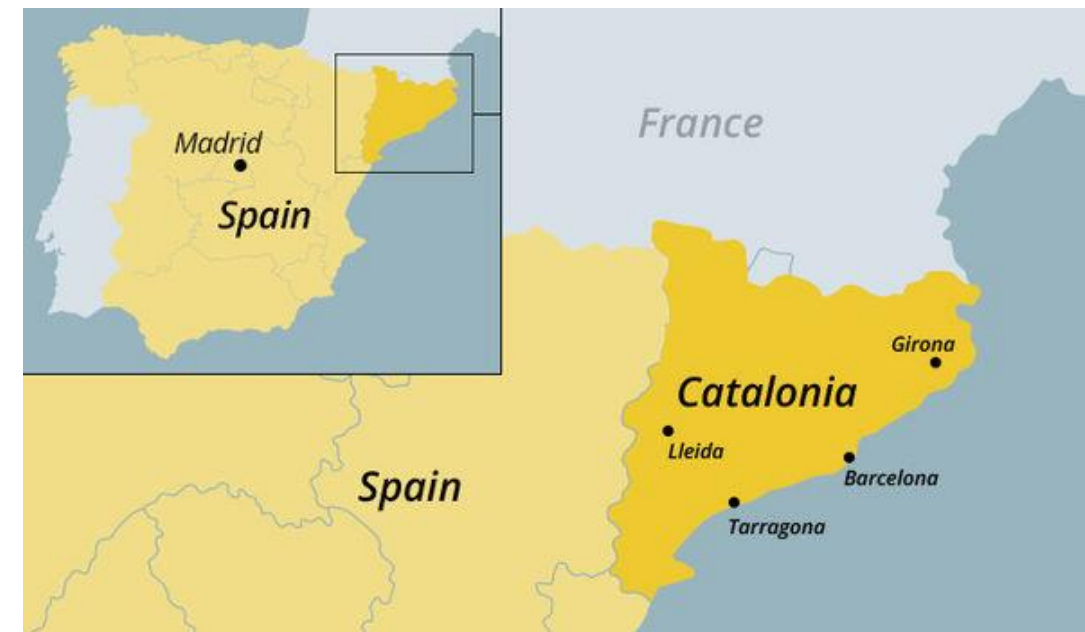 Madrid
Spain
France
Girona
Catalonia
Lleida
Barcelona
Spain
Tarragona